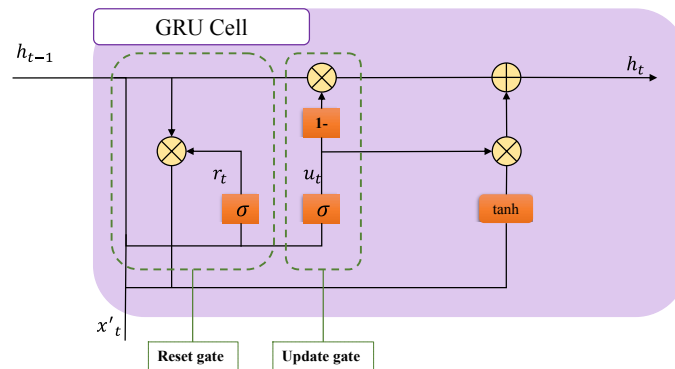 GRU Cell
h_{t-1}
h_t
1-
r_t
u_t
σ
σ
tanh
x'_t
Reset gate
Update gate